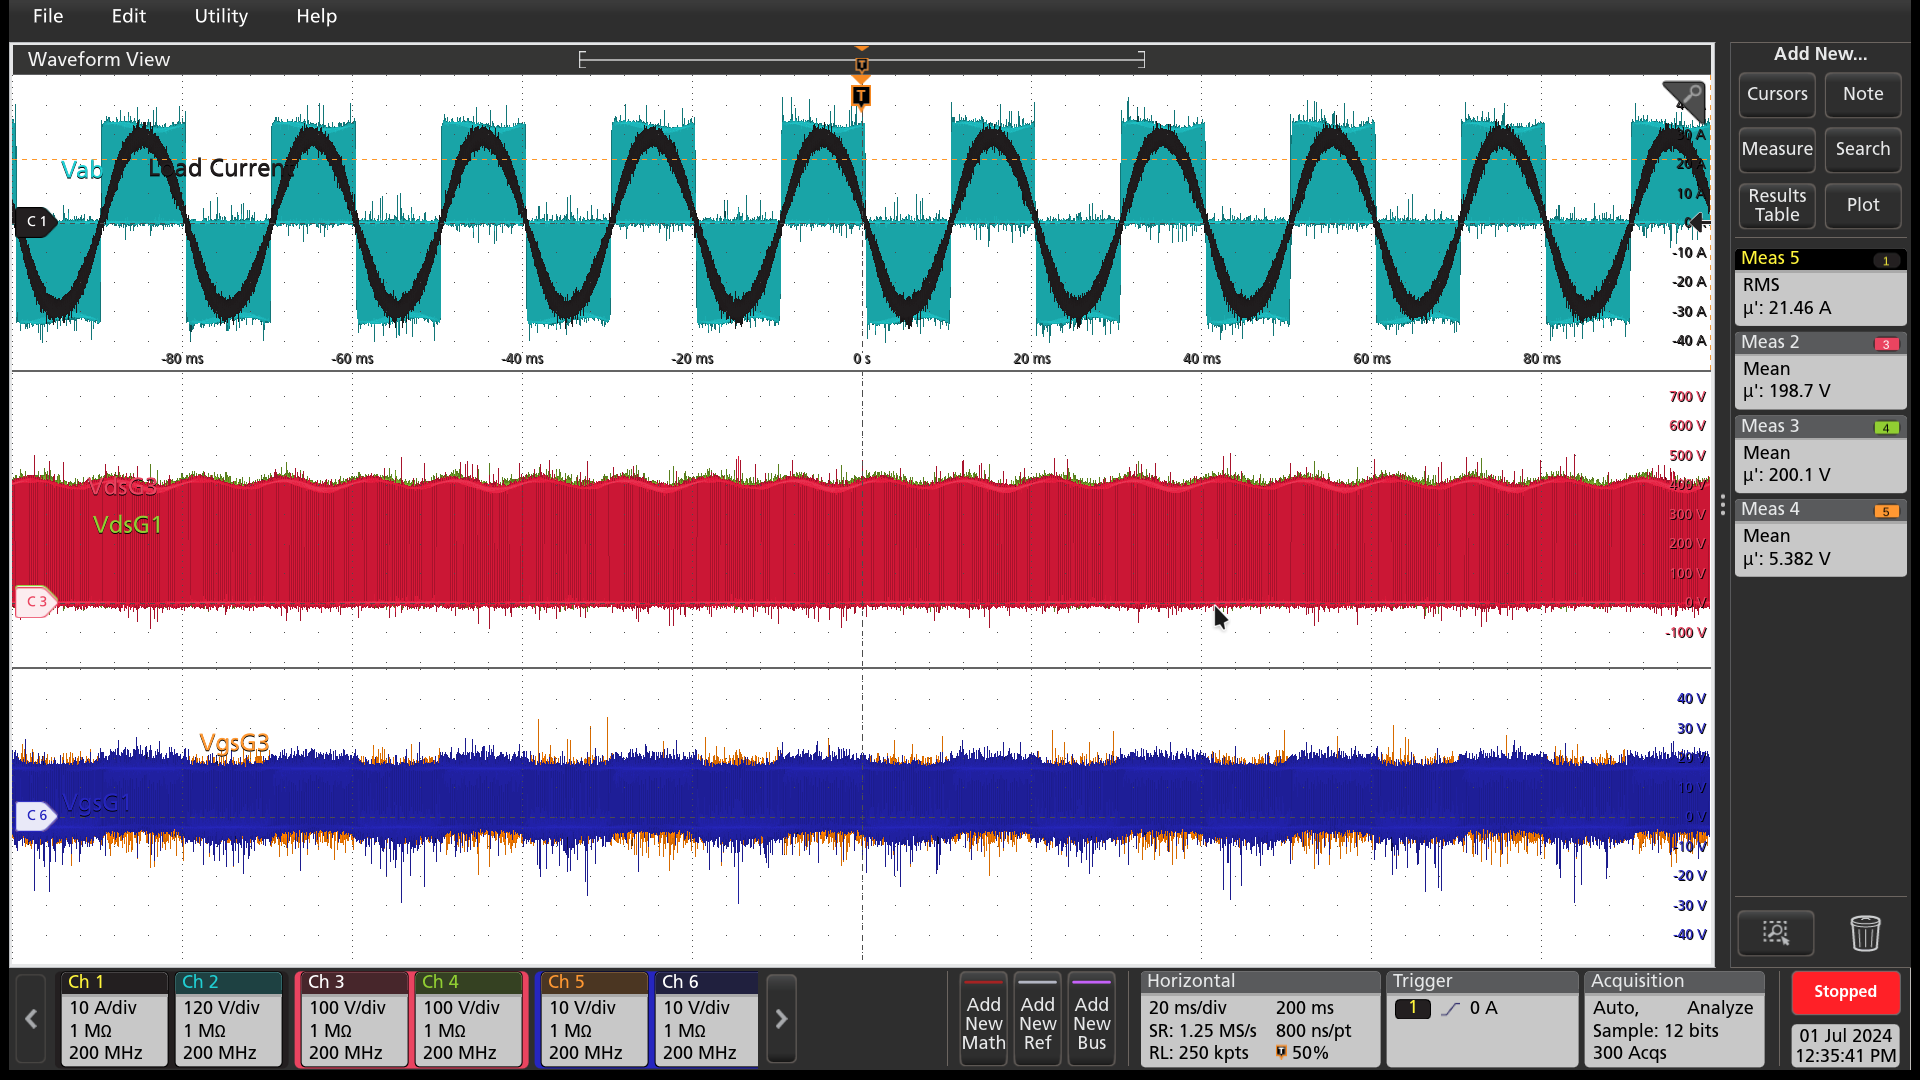 File Edit Utility Help
Waveform View
Add New...
Cursors Note
Measure Search
Results Table Plot
T
T
30 A
20 A
10 A
0 A
-10 A
-20 A
-30 A
-40 A
Vab Load Current
C 1
-80 ms -60 ms -40 ms -20 ms 0 s 20 ms 40 ms 60 ms 80 ms
Meas 5 1
RMS
µ': 21.46 A
Meas 2 3
Mean
µ': 198.7 V
Meas 3 4
Mean
µ': 200.1 V
Meas 4 5
Mean
µ': 5.382 V
700 V
600 V
500 V
400 V
300 V
200 V
100 V
0 V
-100 V
VdsG3
VdsG1
C 3
40 V
30 V
20 V
10 V
0 V
-10 V
-20 V
-30 V
-40 V
VgsG3
VgsG1
C 6
Ch 1
10 A/div
1 MΩ
200 MHz
Ch 2
120 V/div
1 MΩ
200 MHz
Ch 3
100 V/div
1 MΩ
200 MHz
Ch 4
100 V/div
1 MΩ
200 MHz
Ch 5
10 V/div
1 MΩ
200 MHz
Ch 6
10 V/div
1 MΩ
200 MHz
Add New Math
Add New Ref
Add New Bus
Horizontal
20 ms/div 200 ms
SR: 1.25 MS/s 800 ns/pt
RL: 250 kpts T 50%
Trigger
1 0 A
Acquisition
Auto, Analyze
Sample: 12 bits
300 Acqs
Stopped
01 Jul 2024
12:35:41 PM